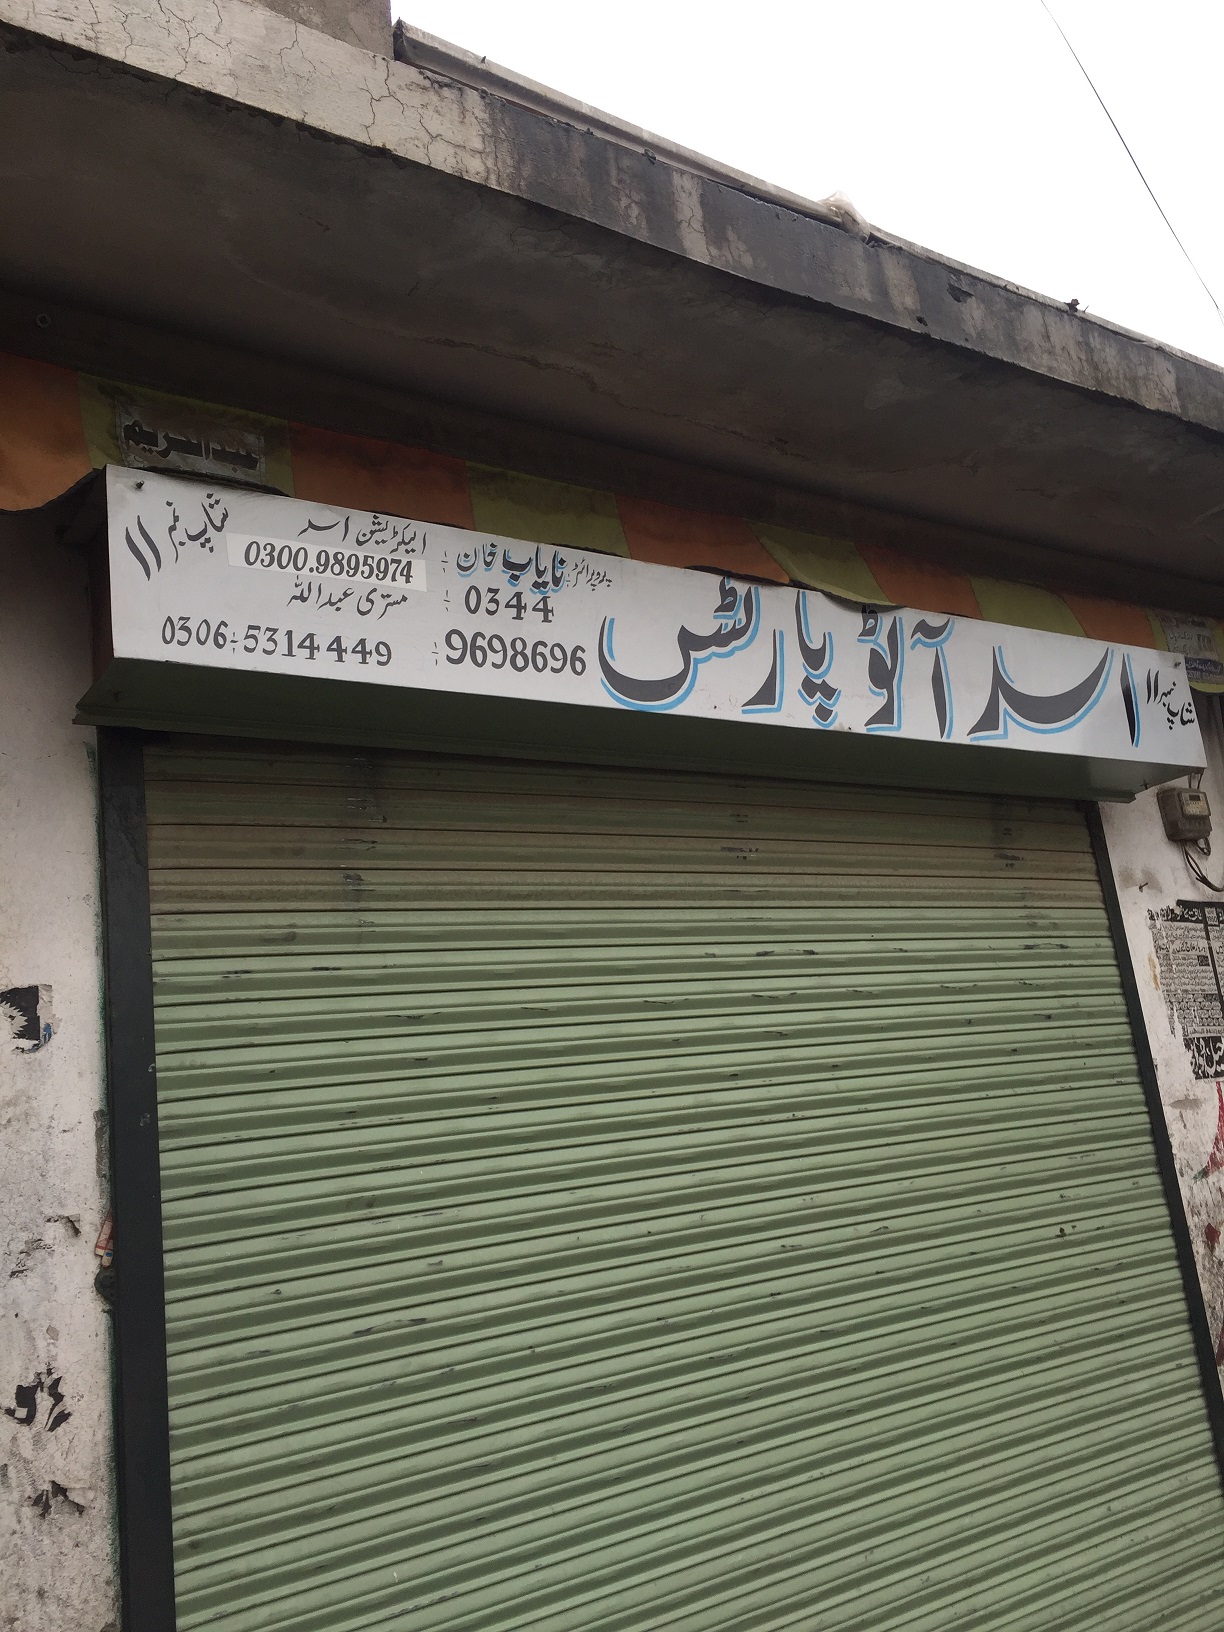 عبدالکریم
شاپ نمبر 11
اسد آٹو پارٹس
پروپرائٹر نایاب خان
0344
9698696
الیکٹریشن اسد
0300.9895974
مستری عبداللہ
0306-5314449
شاپ نمبر 11